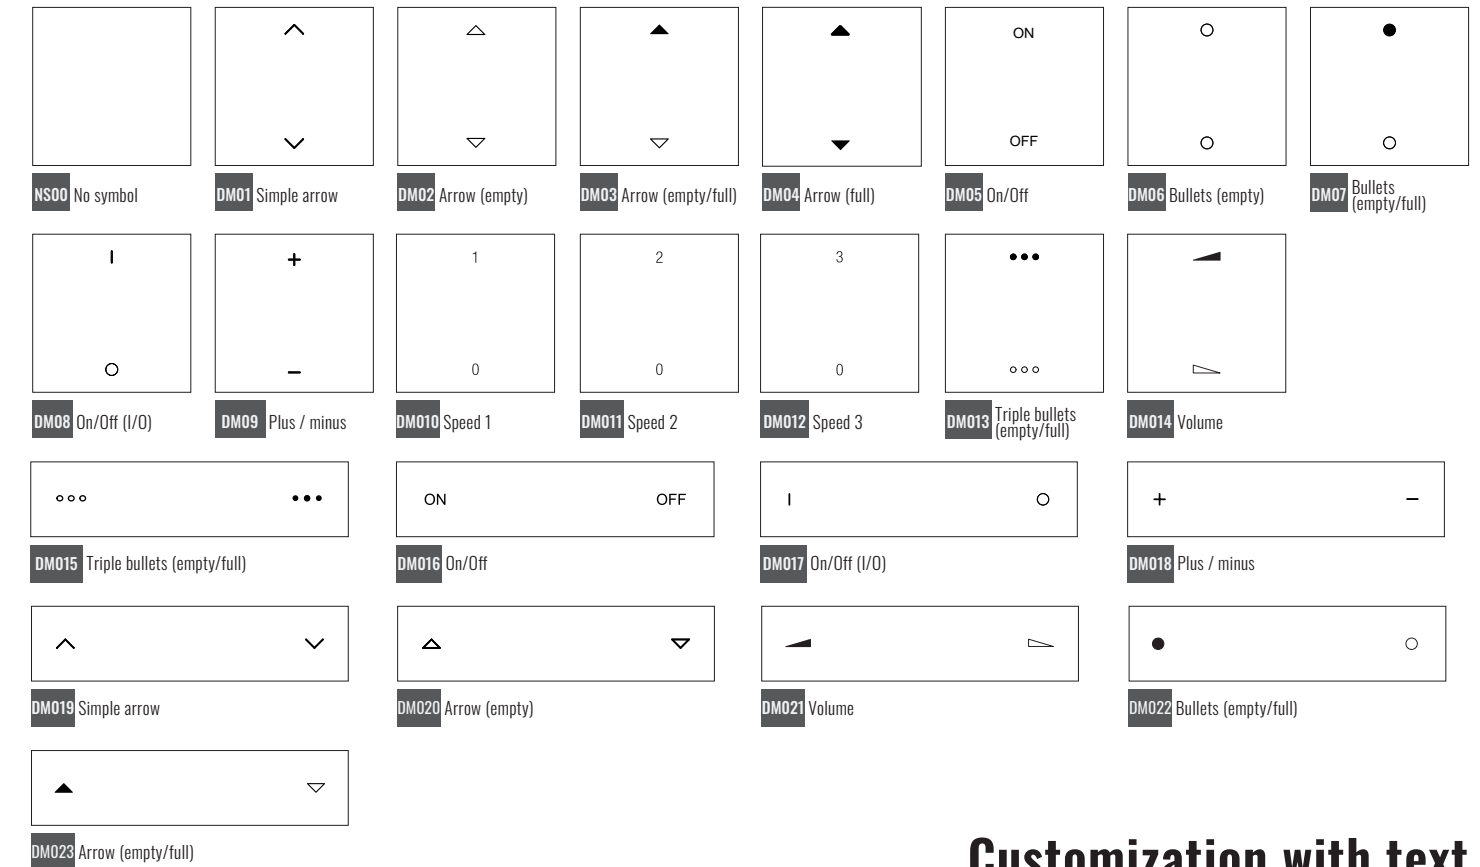 ON
OFF
NS00 No symbol
DM01 Simple arrow
DM02 Arrow (empty)
DM03 Arrow (empty/full)
DM04 Arrow (full)
DM05 On/Off
DM06 Bullets (empty)
DM07 Bullets
(empty/full)
I
+
1
2
3
O
−
0
0
0
DM08 On/Off (I/O)
DM09 Plus / minus
DM010 Speed 1
DM011 Speed 2
DM012 Speed 3
DM013 Triple bullets
(empty/full)
DM014 Volume
ON OFF
I O
+ −
DM015 Triple bullets (empty/full)
DM016 On/Off
DM017 On/Off (I/O)
DM018 Plus / minus
DM019 Simple arrow
DM020 Arrow (empty)
DM021 Volume
DM022 Bullets (empty/full)
DM023 Arrow (empty/full)
Customization with text